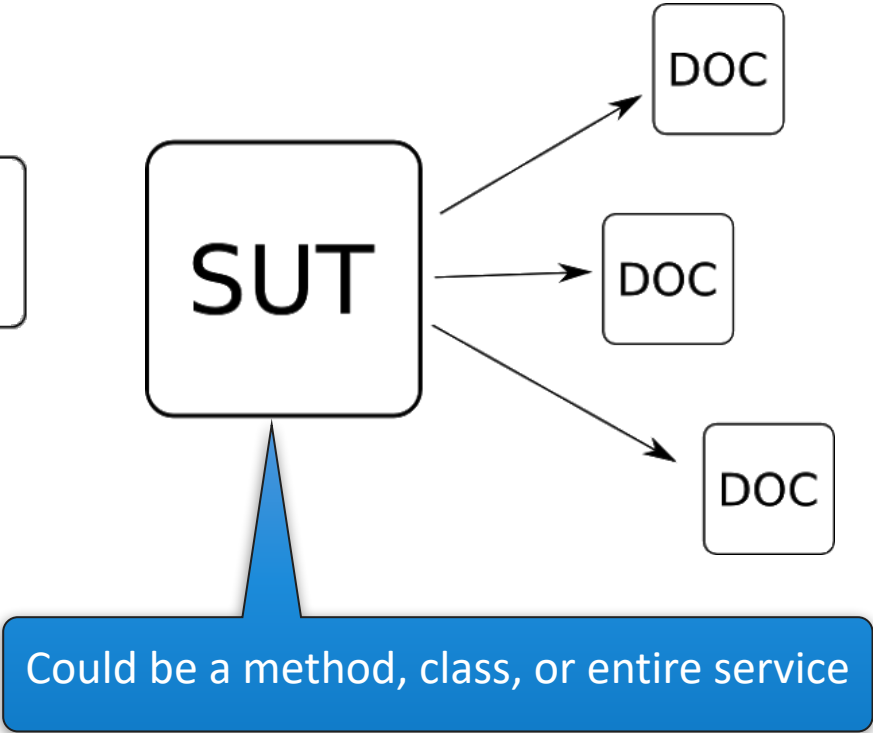 DOC
SUT
DOC
DOC
Could be a method, class, or entire service